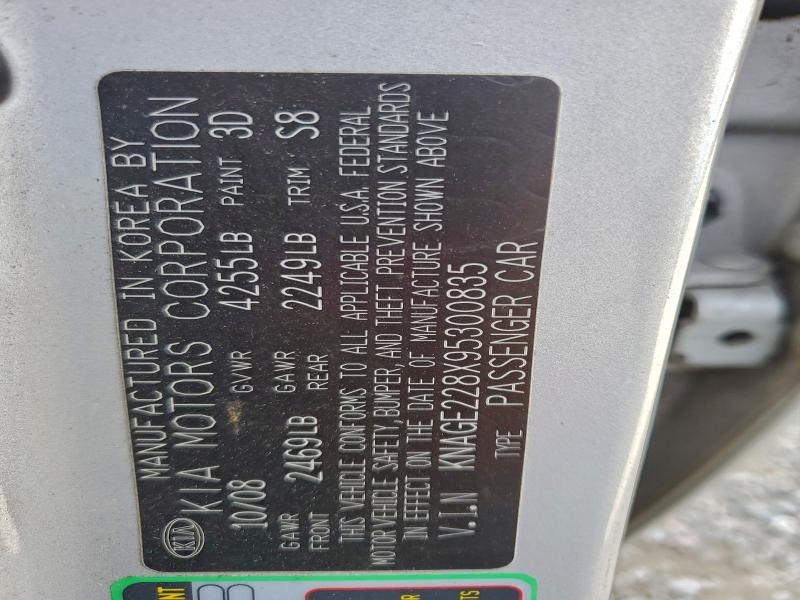 MANUFACTURED IN KOREA BY
KIA KIA MOTORS CORPORATION
10/08 GVWR 4255LB PAINT 3D
GAWR FRONT 2469LB GAWR REAR 2249LB TRIM S8
THIS VEHICLE CONFORMS TO ALL APPLICABLE U.S.A. FEDERAL
MOTOR VEHICLE SAFETY, BUMPER, AND THEFT PREVENTION STANDARDS
IN EFFECT ON THE DATE OF MANUFACTURE SHOWN ABOVE
V.I.N KNAGE228X95300835
TYPE PASSENGER CAR